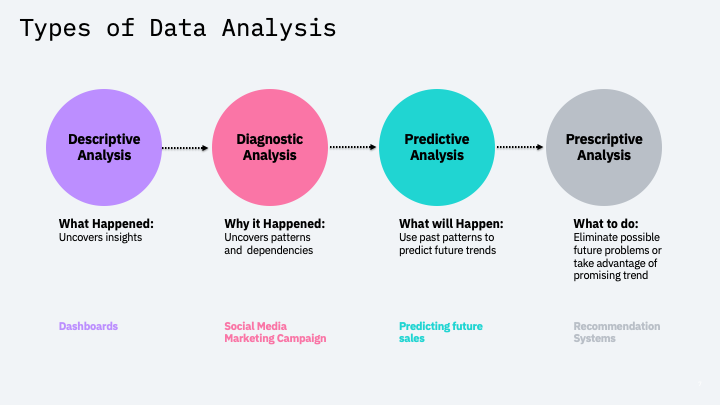 Types of Data Analysis
Descriptive
Analysis
Diagnostic
Analysis
Predictive
Analysis
Prescriptive
Analysis
What Happened:
Uncovers insights
Why it Happened:
Uncovers patterns
and dependencies
What will Happen:
Use past patterns to
predict future trends
What to do:
Eliminate possible
future problems or
take advantage of
promising trend
Dashboards
Social Media
Marketing Campaign
Predicting future
sales
Recommendation
Systems